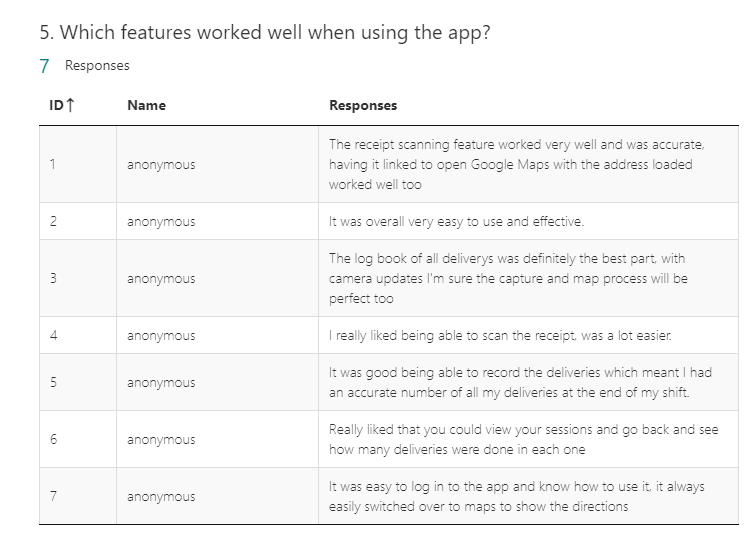 5. Which features worked well when using the app?
7 Responses
ID↑ Name Responses
1 anonymous The receipt scanning feature worked very well and was accurate,
having it linked to open Google Maps with the address loaded
worked well too
2 anonymous It was overall very easy to use and effective.
3 anonymous The log book of all deliverys was definitely the best part, with
camera updates I'm sure the capture and map process will be
perfect too
4 anonymous I really liked being able to scan the receipt, was a lot easier.
5 anonymous It was good being able to record the deliveries which meant I had
an accurate number of all my deliveries at the end of my shift.
6 anonymous Really liked that you could view your sessions and go back and see
how many deliveries were done in each one
7 anonymous It was easy to log in to the app and know how to use it, it always
easily switched over to maps to show the directions